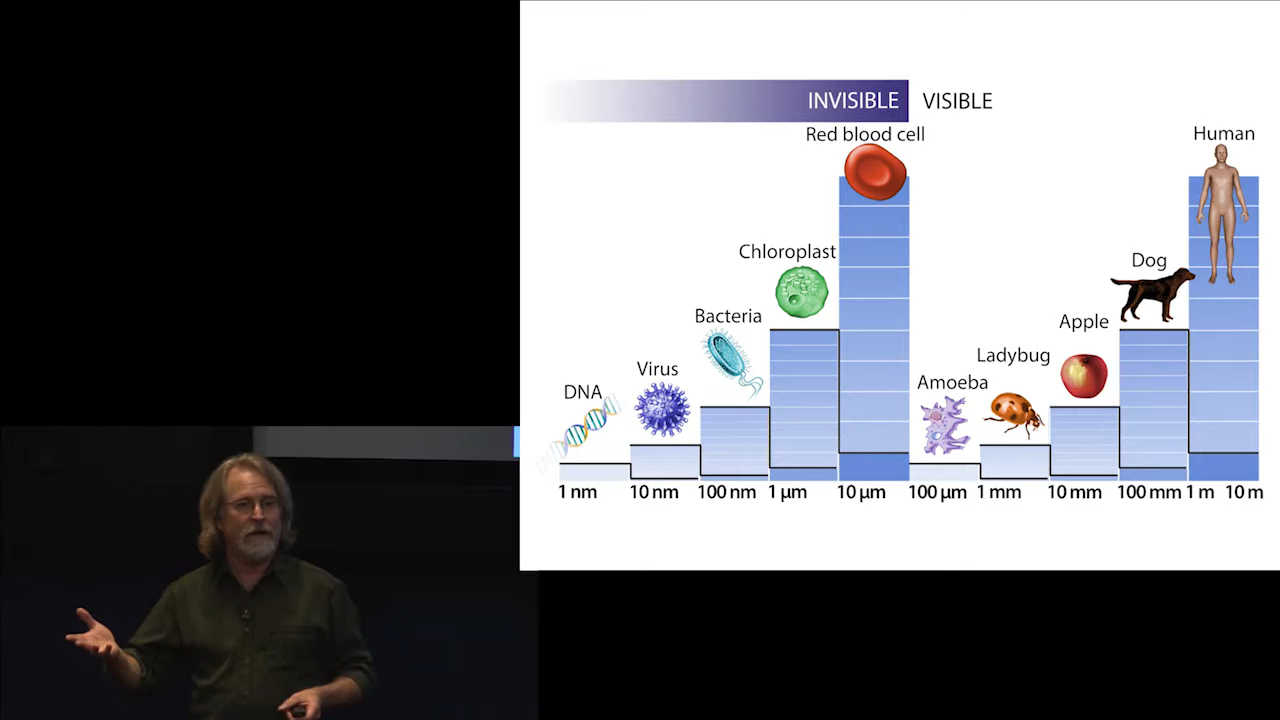 INVISIBLE VISIBLE
Red blood cell
Human
Chloroplast
Dog
Bacteria
Apple
Virus
Ladybug
DNA
Amoeba
1 nm 10 nm 100 nm 1 µm 10 µm 100 µm 1 mm 10 mm 100 mm 1 m 10 m